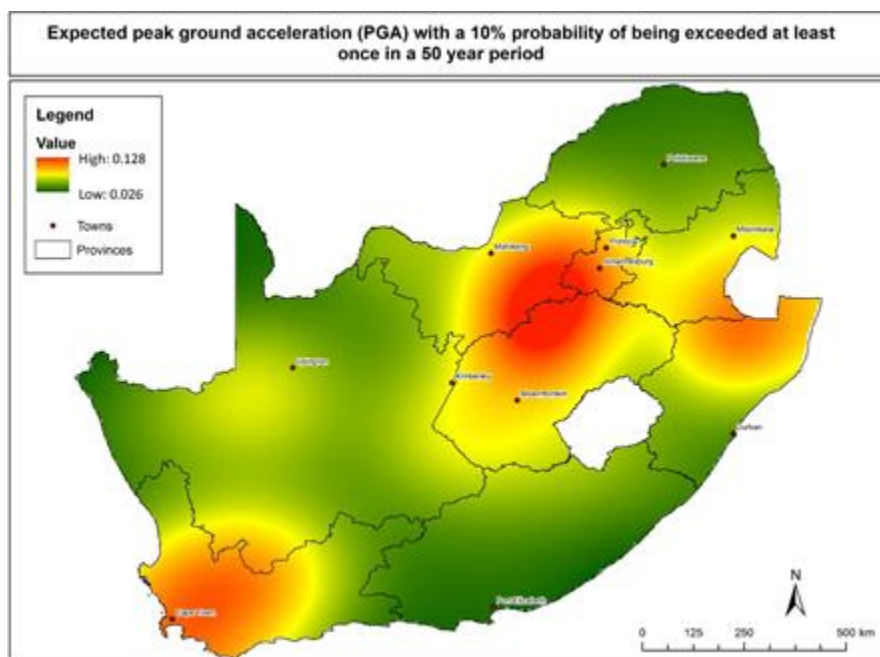 Expected peak ground acceleration (PGA) with a 10% probability of being exceeded at least
once in a 50 year period
Legend
Value
High: 0.128
Low: 0.026
Towns
Provinces
Polokwane
Mbombela
Pretoria
Mahikeng
Johannesburg
Upington
Kimberley
Bloemfontein
Durban
Cape Town
Port Elizabeth
N
0 125 250 500 km